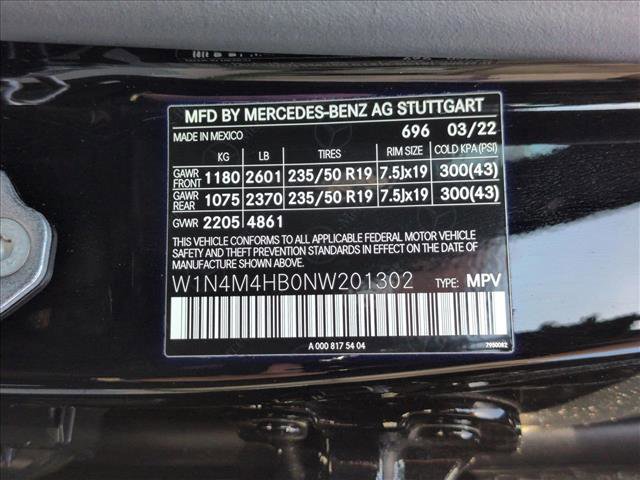 MFD BY MERCEDES-BENZ AG STUTTGART
MADE IN MEXICO 696 03/22
KG LB TIRES RIM SIZE COLD KPA(PSI)
GAWR FRONT 1180 2601 235/50 R19 7.5Jx19 300(43)
GAWR REAR 1075 2370 235/50 R19 7.5Jx19 300(43)
GVWR 2205 4861
THIS VEHICLE CONFORMS TO ALL APPLICABLE FEDERAL MOTOR VEHICLE
SAFETY AND THEFT PREVENTION STANDARDS IN EFFECT ON THE DATE OF
MANUFACTURE SHOWN ABOVE.
W1N4M4HB0NW201302 TYPE: MPV
A 000 817 54 04 7950082